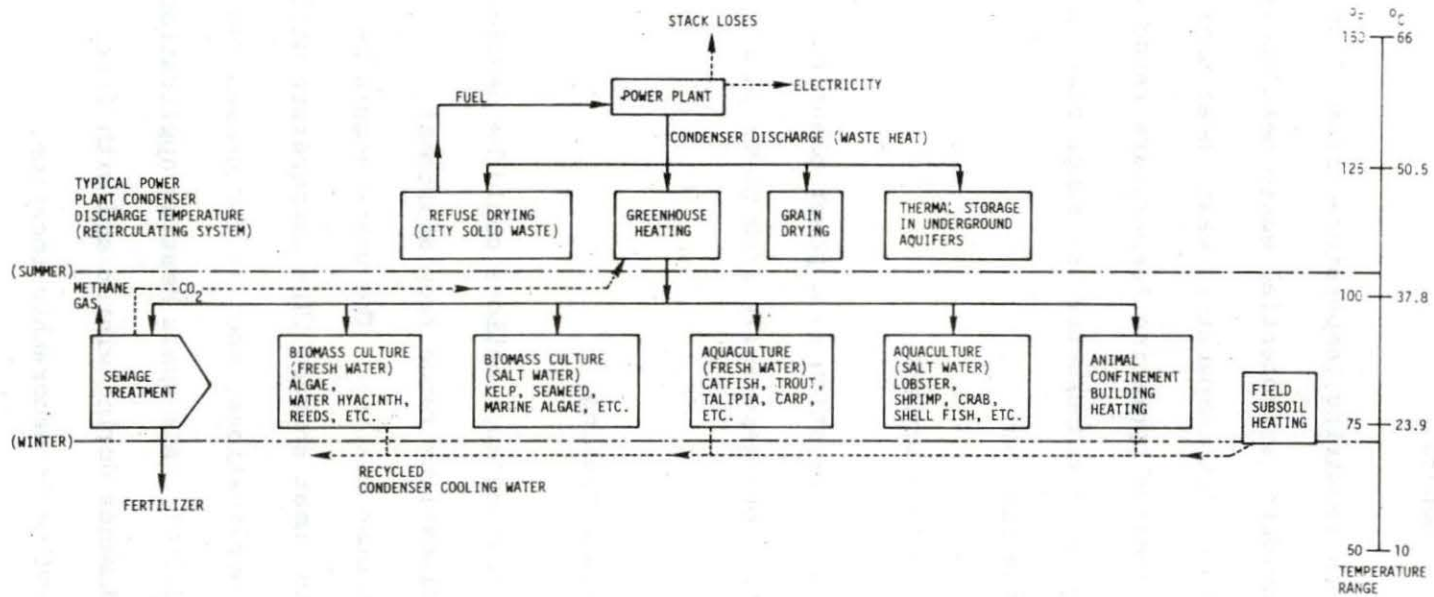 STACK LOSES
POWER PLANT
ELECTRICITY
FUEL
CONDENSER DISCHARGE (WASTE HEAT)
TYPICAL POWER
PLANT CONDENSER
DISCHARGE TEMPERATURE
(RECIRCULATING SYSTEM)
REFUSE DRYING
(CITY SOLID WASTE)
GREENHOUSE
HEATING
GRAIN
DRYING
THERMAL STORAGE
IN UNDERGROUND
AQUIFERS
(SUMMER)
METHANE
GAS
CO2
SEWAGE
TREATMENT
BIOMASS CULTURE
(FRESH WATER)
ALGAE,
WATER HYACINTH,
REEDS, ETC.
BIOMASS CULTURE
(SALT WATER)
KELP, SEAWEED,
MARINE ALGAE, ETC.
AQUACULTURE
(FRESH WATER)
CATFISH, TROUT,
TALIPIA, CARP,
ETC.
AQUACULTURE
(SALT WATER)
LOBSTER,
SHRIMP, CRAB,
SHELL FISH, ETC.
ANIMAL
CONFINEMENT
BUILDING
HEATING
FIELD
SUBSOIL
HEATING
(WINTER)
RECYCLED
CONDENSER COOLING WATER
FERTILIZER
°F °C
150 66
125 50.5
100 37.8
75 23.9
50 10
TEMPERATURE
RANGE